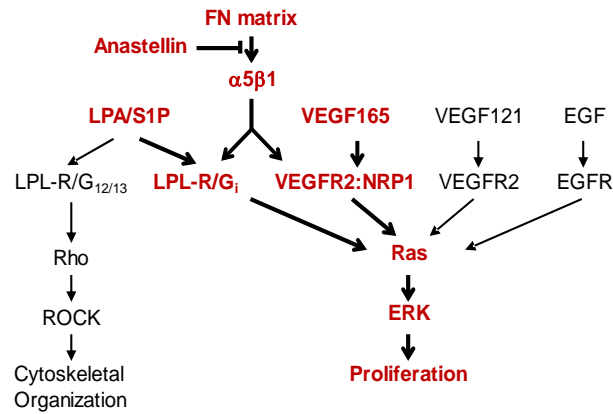 FN matrix
Anastellin
α5β1
LPA/S1P
VEGF165
VEGF121
EGF
LPL-R/G12/13
LPL-R/Gi
VEGFR2:NRP1
VEGFR2
EGFR
Rho
Ras
ROCK
ERK
Cytoskeletal
Organization
Proliferation